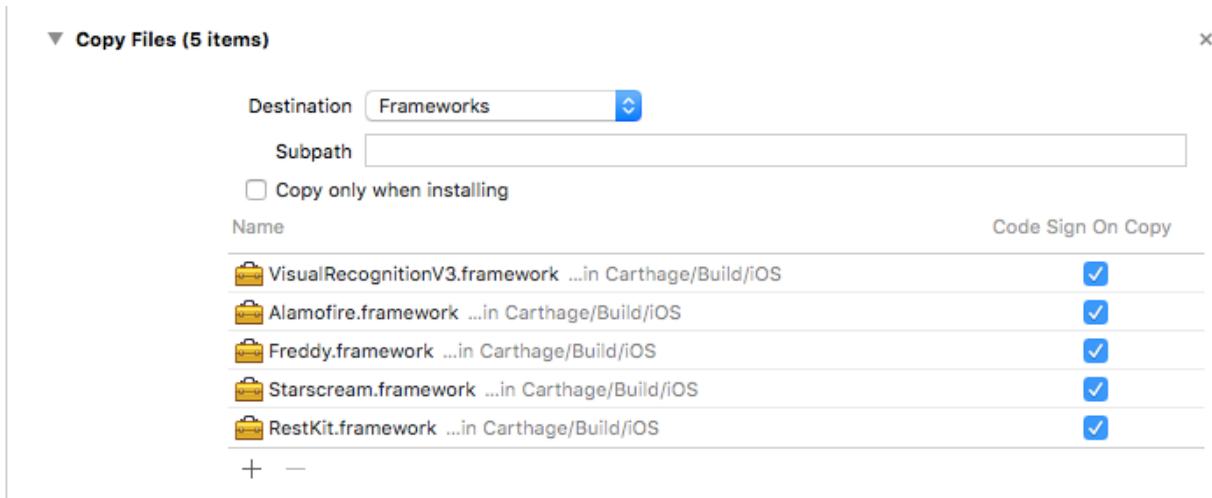 Copy Files (5 items)
Destination Frameworks
Subpath
Copy only when installing
Name Code Sign On Copy
VisualRecognitionV3.framework ...in Carthage/Build/iOS
Alamofire.framework ...in Carthage/Build/iOS
Freddy.framework ...in Carthage/Build/iOS
Starscream.framework ...in Carthage/Build/iOS
RestKit.framework ...in Carthage/Build/iOS